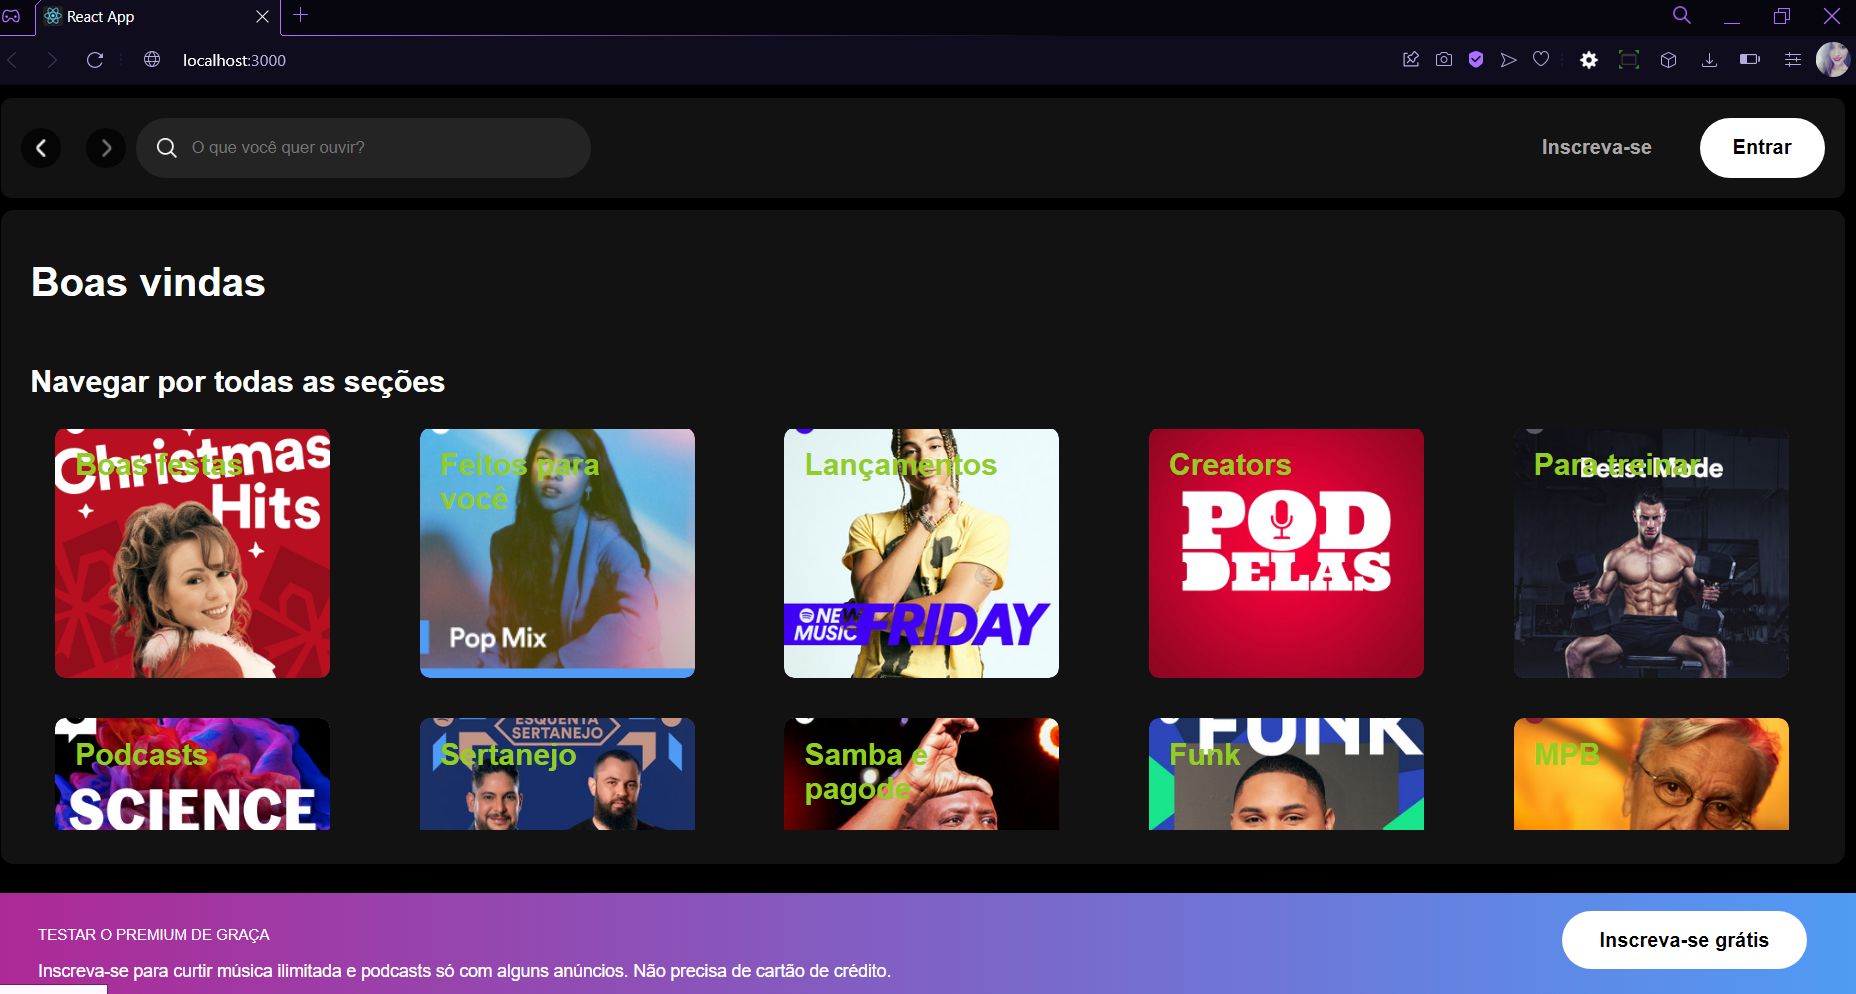 React App
localhost:3000
O que você quer ouvir?
Inscreva-se
Entrar
Boas vindas
Navegar por todas as seções
Christmas
Hits
Boas festas
Feitos para
você
Pop Mix
Lançamentos
NEW
MUSIC
FRIDAY
Creators
POD
DELAS
Para treinar
Beast Mode
Podcasts
SCIENCE
ESQUENTA
SERTANEJO
Sertanejo
Samba e
pagode
FUNK
Funk
MPB
TESTAR O PREMIUM DE GRAÇA
Inscreva-se para curtir música ilimitada e podcasts só com alguns anúncios. Não precisa de cartão de crédito.
Inscreva-se grátis